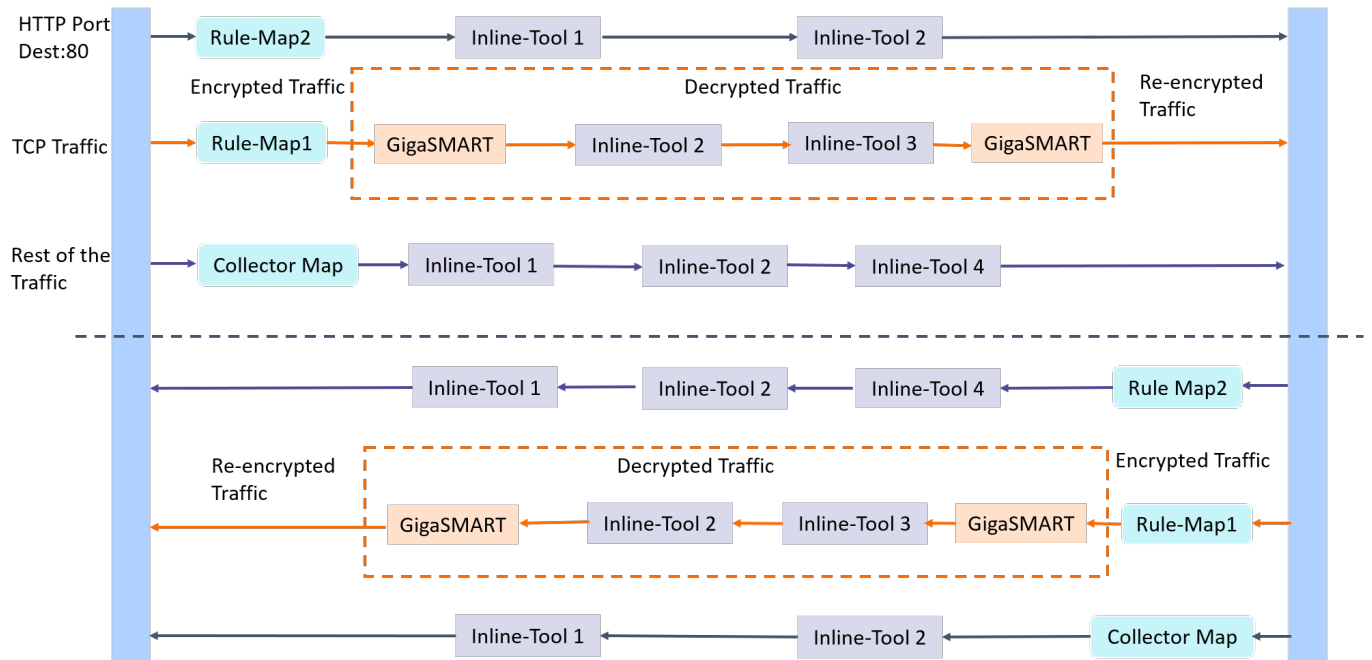 HTTP Port
Dest:80
Rule-Map2
Inline-Tool 1
Inline-Tool 2
Encrypted Traffic
Decrypted Traffic
Re-encrypted
Traffic
TCP Traffic
Rule-Map1
GigaSMART
Inline-Tool 2
Inline-Tool 3
GigaSMART
Rest of the
Traffic
Collector Map
Inline-Tool 1
Inline-Tool 2
Inline-Tool 4
Inline-Tool 1
Inline-Tool 2
Inline-Tool 4
Rule Map2
Re-encrypted
Traffic
Decrypted Traffic
Encrypted Traffic
GigaSMART
Inline-Tool 2
Inline-Tool 3
GigaSMART
Rule-Map1
Inline-Tool 1
Inline-Tool 2
Collector Map